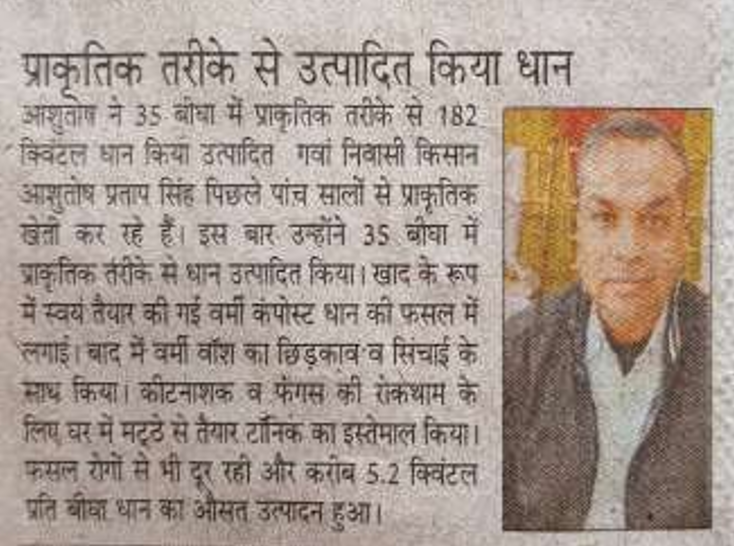 प्राकृतिक तरीके से उत्पादित किया धान
आशुतोष ने 35 बीघा में प्राकृतिक तरीके से 182
क्विंटल धान किया उत्पादित गवां निवासी किसान
आशुतोष प्रताप सिंह पिछले पांच सालों से प्राकृतिक
खेती कर रहे हैं। इस बार उन्होंने 35 बीघा में
प्राकृतिक तरीके से धान उत्पादित किया। खाद के रूप
में स्वयं तैयार की गई वर्मी कंपोस्ट धान की फसल में
लगाई। बाद में वर्मी वॉश का छिड़काव व सिंचाई के
साथ किया। कीटनाशक व फंगस की रोकथाम के
लिए घर में मट्ठे से तैयार टॉनिक का इस्तेमाल किया।
फसल रोगों से भी दूर रही और करीब 5.2 क्विंटल
प्रति बीघा धान का औसत उत्पादन हुआ।